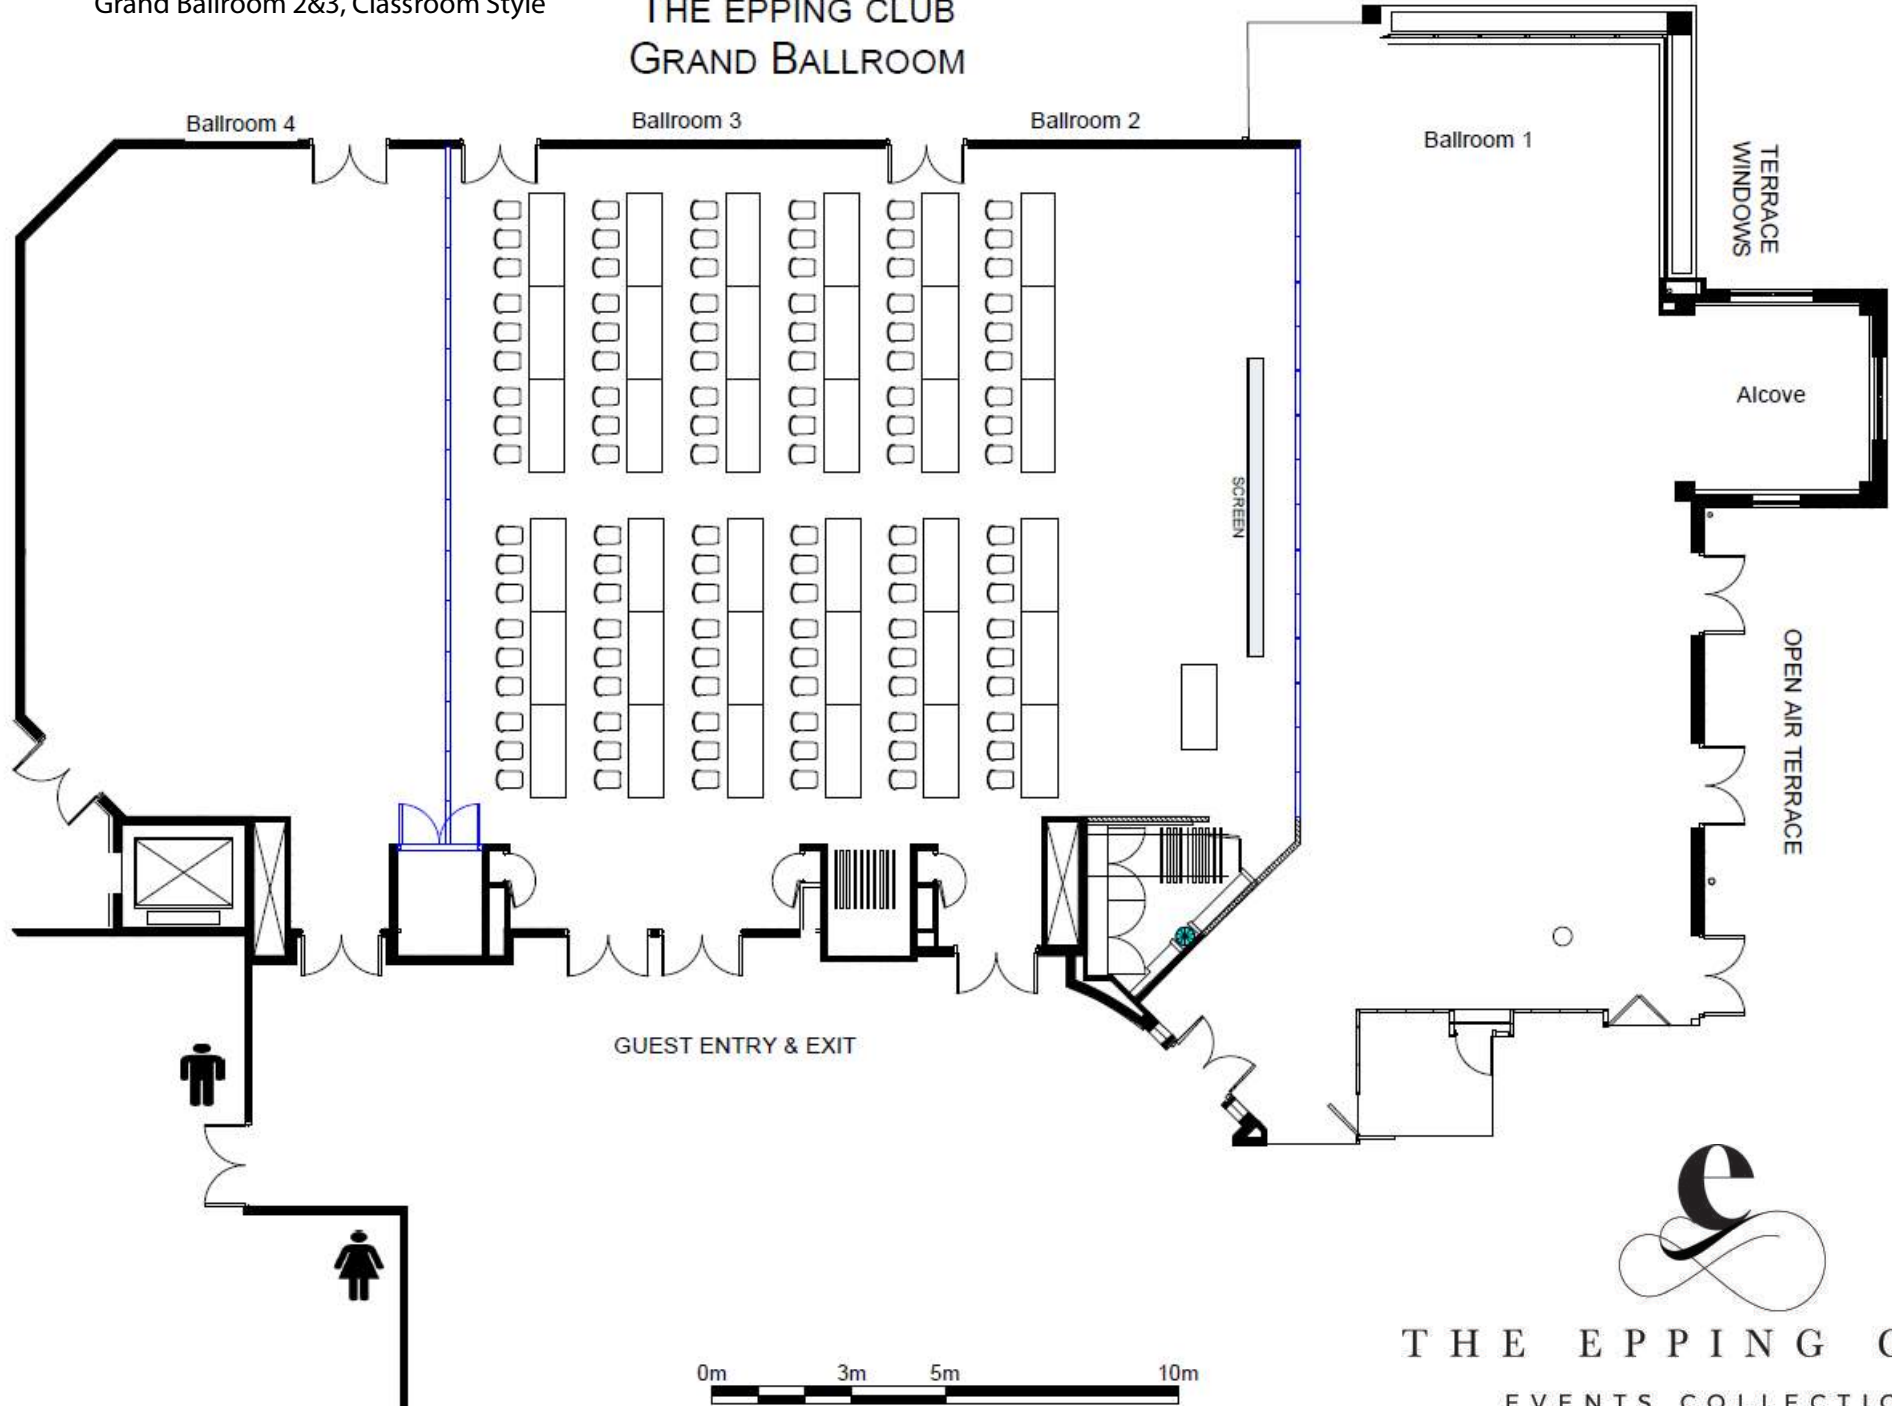 Grand Ballroom 2&3, Classroom Style
THE EPPING CLUB
GRAND BALLROOM
Ballroom 4
Ballroom 3
Ballroom 2
Ballroom 1
TERRACE
WINDOWS
Alcove
SCREEN
OPEN AIR TERRACE
GUEST ENTRY & EXIT
e
THE EPPING
0m 3m 5m 10m
EVENTS